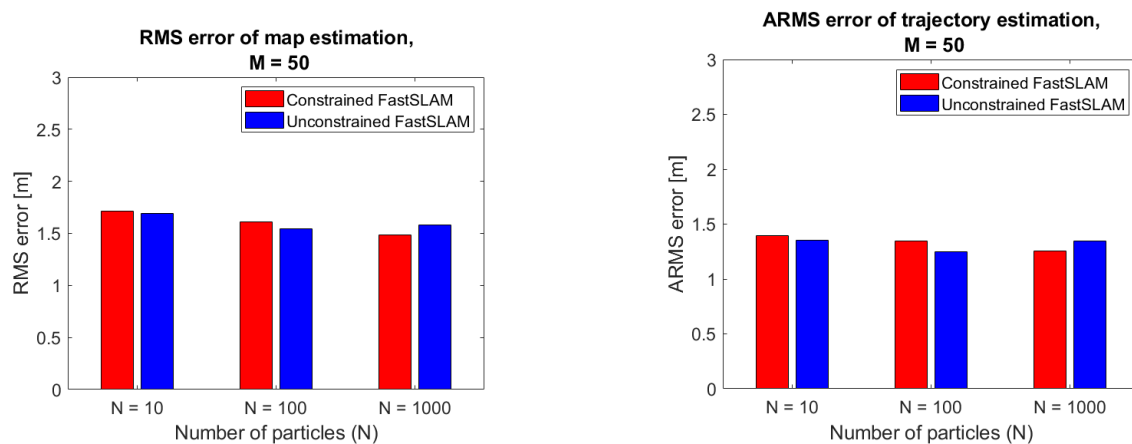 RMS error of map estimation,
M = 50
3
2.5
2
1.5
1
0.5
0
RMS error [m]
Constrained FastSLAM
Unconstrained FastSLAM
N = 10
N = 100
N = 1000
Number of particles (N)
ARMS error of trajectory estimation,
M = 50
3
2.5
2
1.5
1
0.5
0
ARMS error [m]
Constrained FastSLAM
Unconstrained FastSLAM
N = 10
N = 100
N = 1000
Number of particles (N)